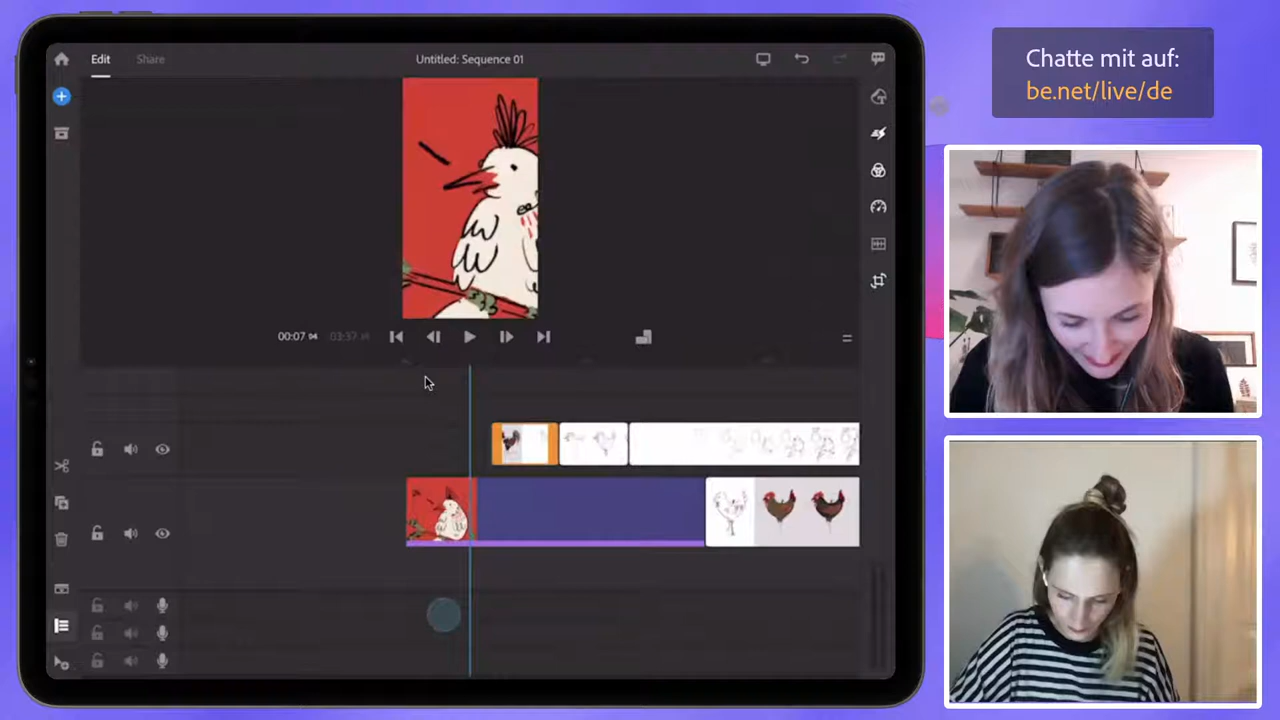 Edit
Share
Untitled: Sequence 01
Chatte mit auf:
be.net/live/de
00:07